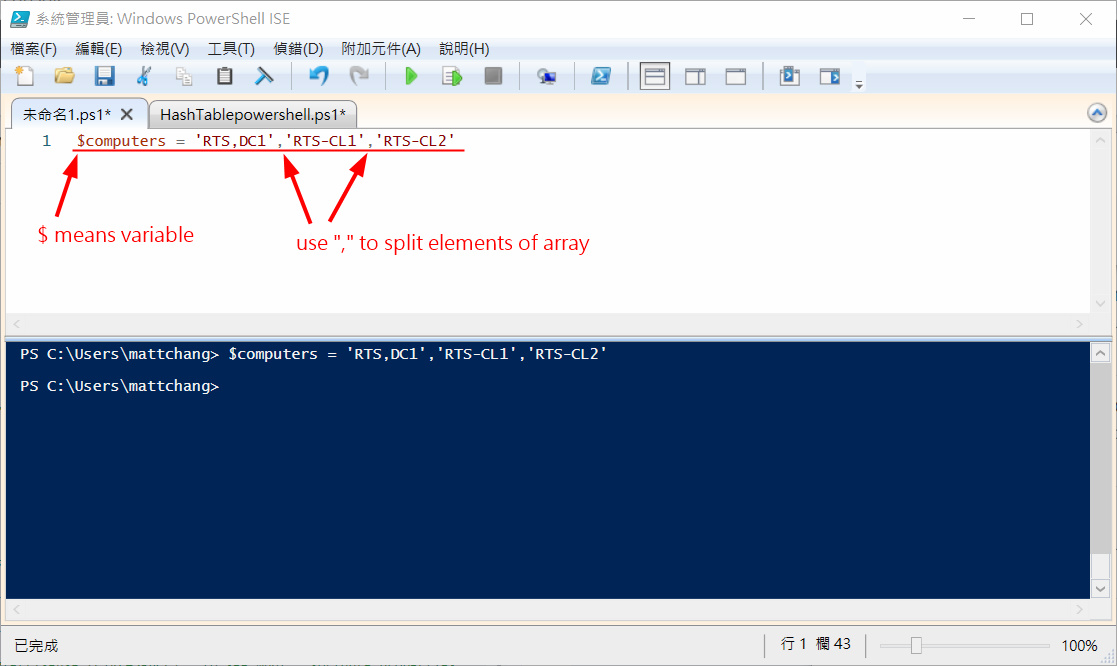 系統管理員: Windows PowerShell ISE
檔案(F) 編輯(E) 檢視(V) 工具(T) 偵錯(D) 附加元件(A) 說明(H)
未命名1.ps1* HashTablepowershell.ps1*
1 $computers = 'RTS,DC1','RTS-CL1','RTS-CL2'
$ means variable
use "," to split elements of array
PS C:\Users\mattchang> $computers = 'RTS,DC1','RTS-CL1','RTS-CL2'
PS C:\Users\mattchang>
已完成 行 1 欄 43 100%